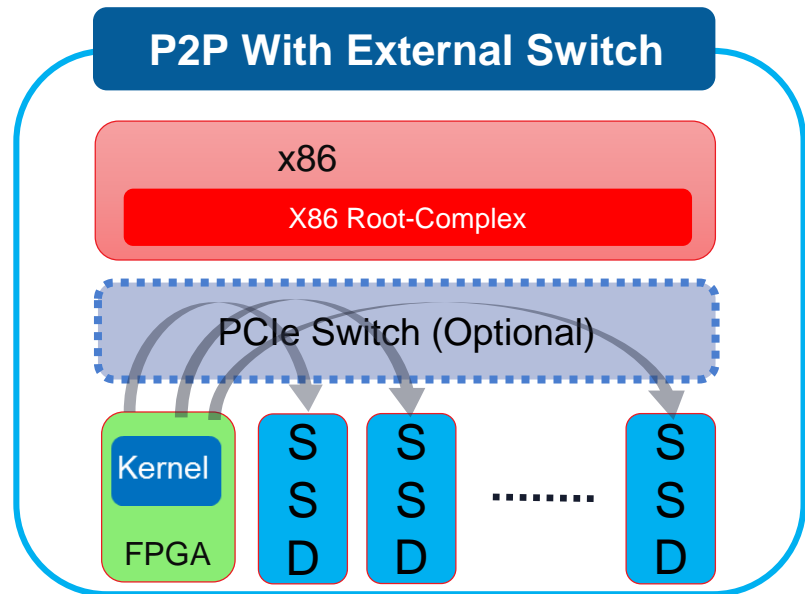 P2P With External Switch
x86
X86 Root-Complex
PCIe Switch (Optional)
Kernel
FPGA
S
S
D
S
S
D
S
S
D